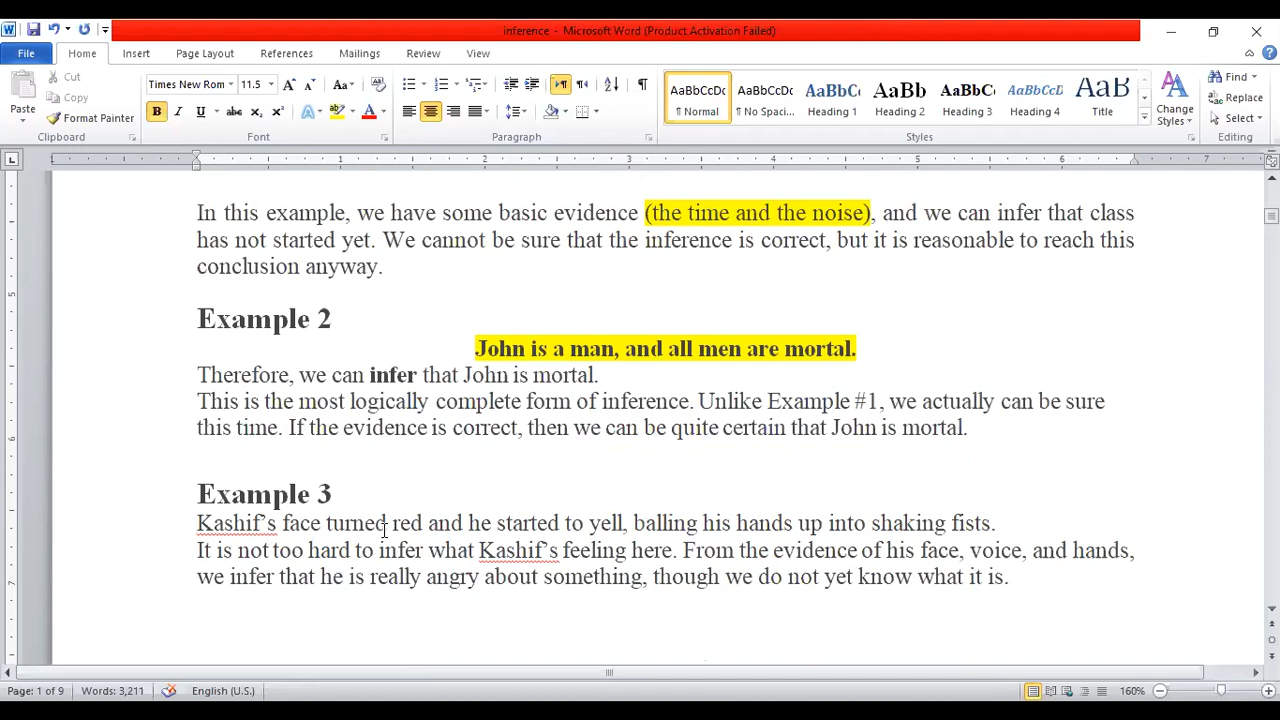 inference - Microsoft Word (Product Activation Failed)
File Home Insert Page Layout References Mailings Review View
Paste
Cut
Copy
Format Painter
Clipboard
Times New Rom 11.5
Font
Paragraph
AaBbCcDc AaBbCcDc AaBbC AaBb AaBbC AaBbCcD AaB
¶ Normal ¶ No Spaci... Heading 1 Heading 2 Heading 3 Heading 4 Title
Change Styles
Styles
Find
Replace
Select
Editing
1 1 2 3 4 5 6 7
In this example, we have some basic evidence (the time and the noise), and we can infer that class
has not started yet. We cannot be sure that the inference is correct, but it is reasonable to reach this
conclusion anyway.
Example 2
John is a man, and all men are mortal.
Therefore, we can infer that John is mortal.
This is the most logically complete form of inference. Unlike Example #1, we actually can be sure
this time. If the evidence is correct, then we can be quite certain that John is mortal.
Example 3
Kashif’s face turned red and he started to yell, balling his hands up into shaking fists.
It is not too hard to infer what Kashif’s feeling here. From the evidence of his face, voice, and hands,
we infer that he is really angry about something, though we do not yet know what it is.
Page: 1 of 9 Words: 3,211 English (U.S.) 160%